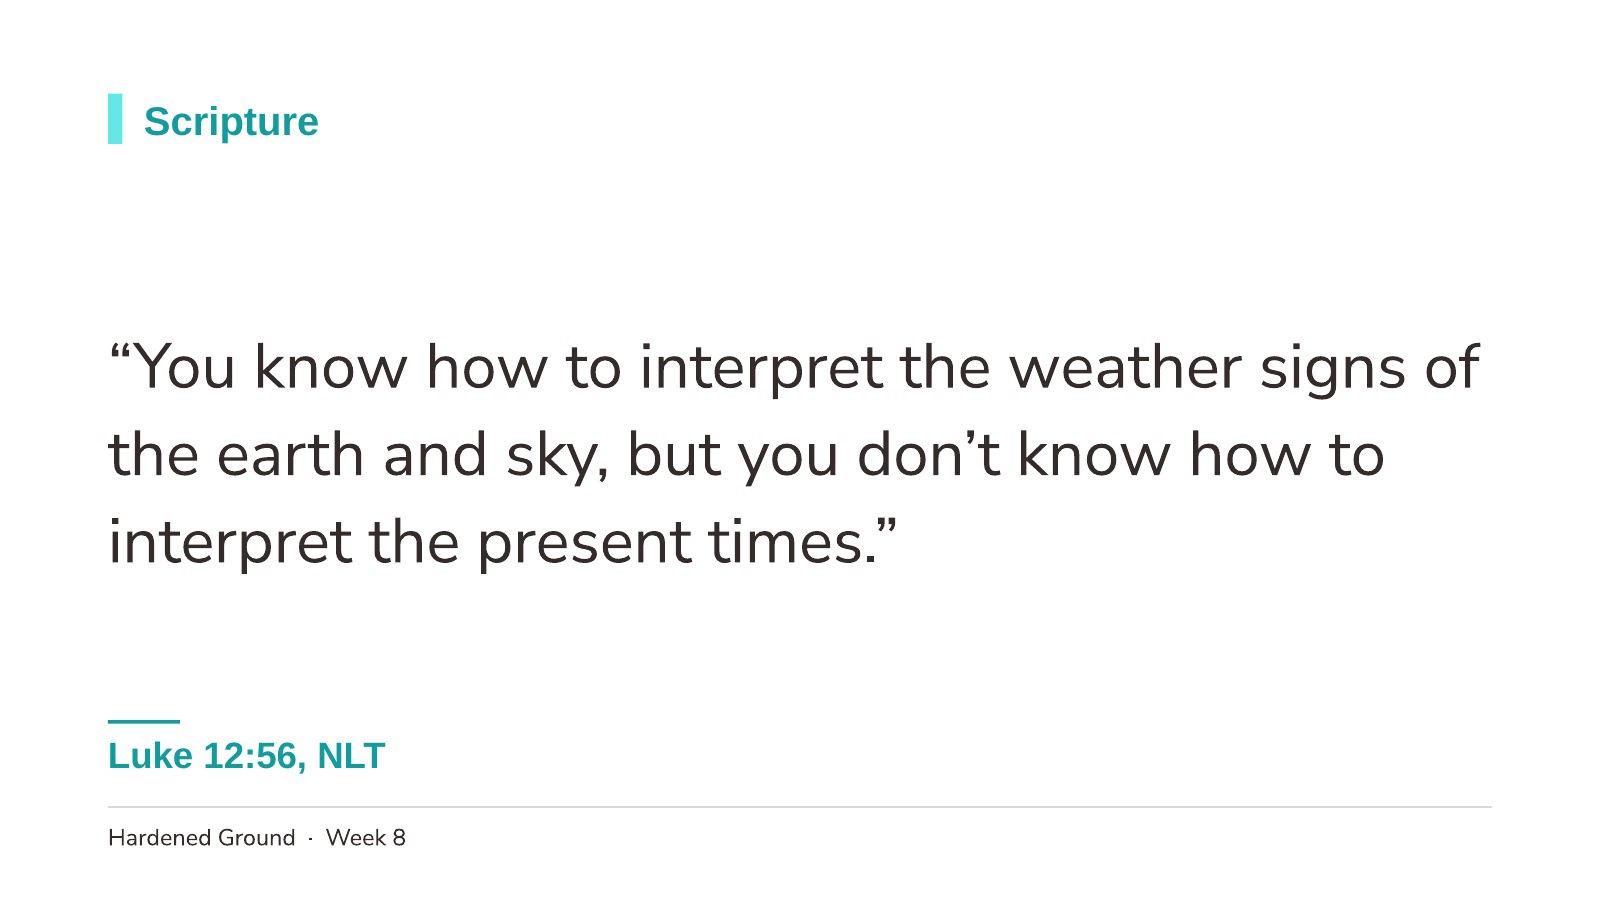 Scripture
“You know how to interpret the weather signs of
the earth and sky, but you don’t know how to
interpret the present times.”
Luke 12:56, NLT
Hardened Ground · Week 8